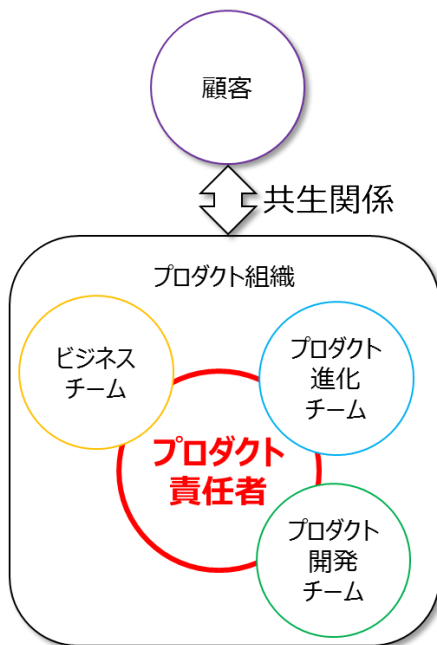 顧客
共生関係
プロダクト組織
ビジネス
チーム
プロダクト
進化
チーム
プロダクト
責任者
プロダクト
開発
チーム